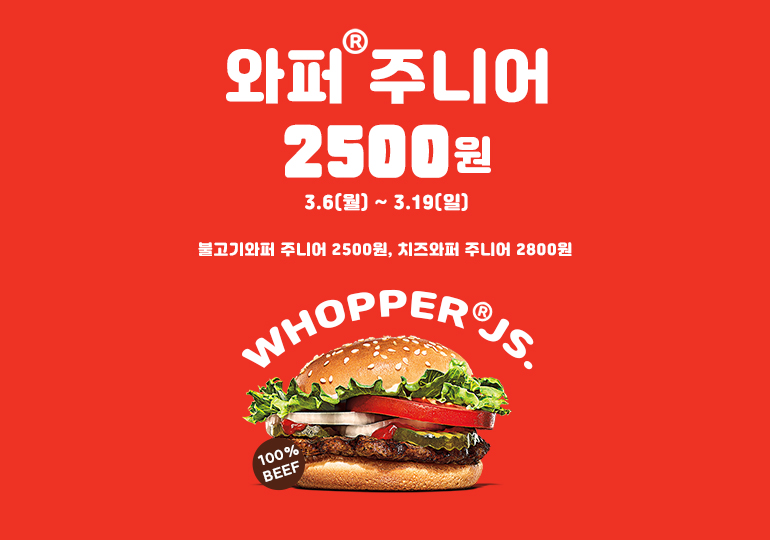 와퍼® 주니어
2500원
3.6(월) ~ 3.19(일)
불고기와퍼 주니어 2500원, 치즈와퍼 주니어 2800원
WHOPPER® JS.
100%
BEEF